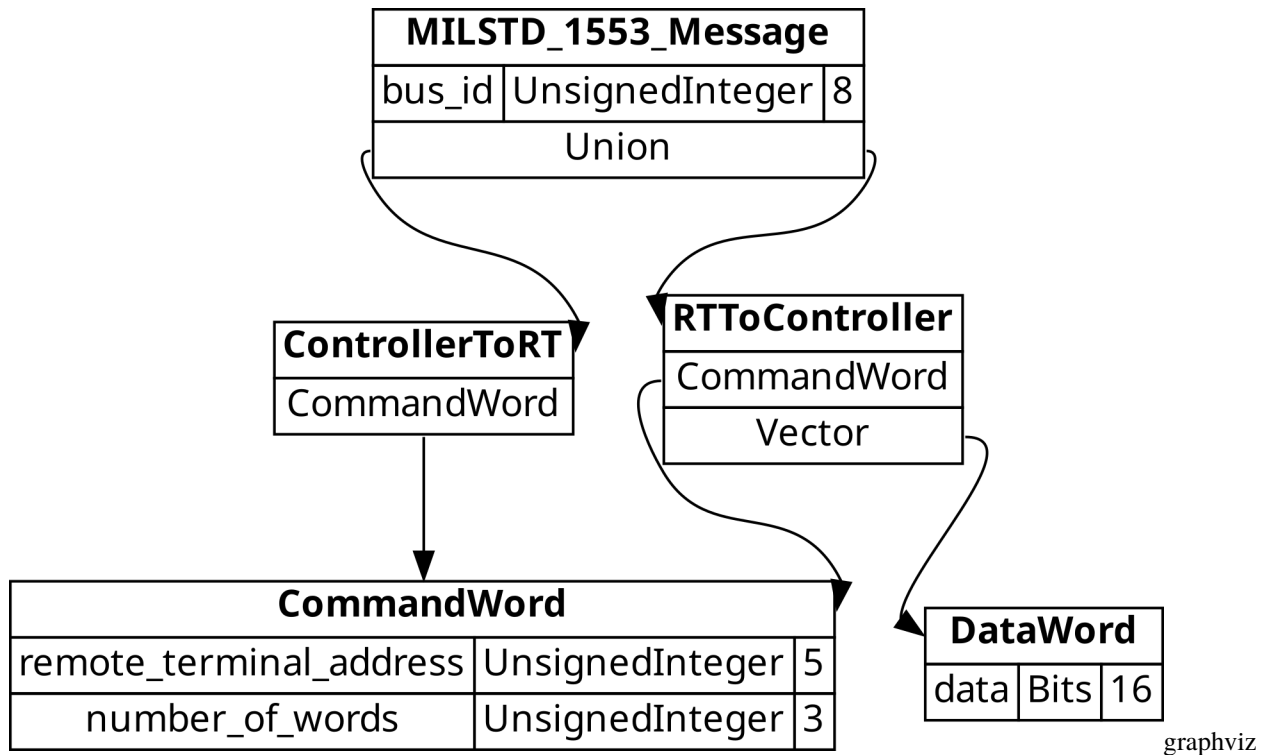 MILSTD_1553_Message
bus_id UnsignedInteger 8
Union
ControllerToRT
CommandWord
RTToController
CommandWord
Vector
CommandWord
remote_terminal_address UnsignedInteger 5
number_of_words UnsignedInteger 3
DataWord
data Bits 16
graphviz